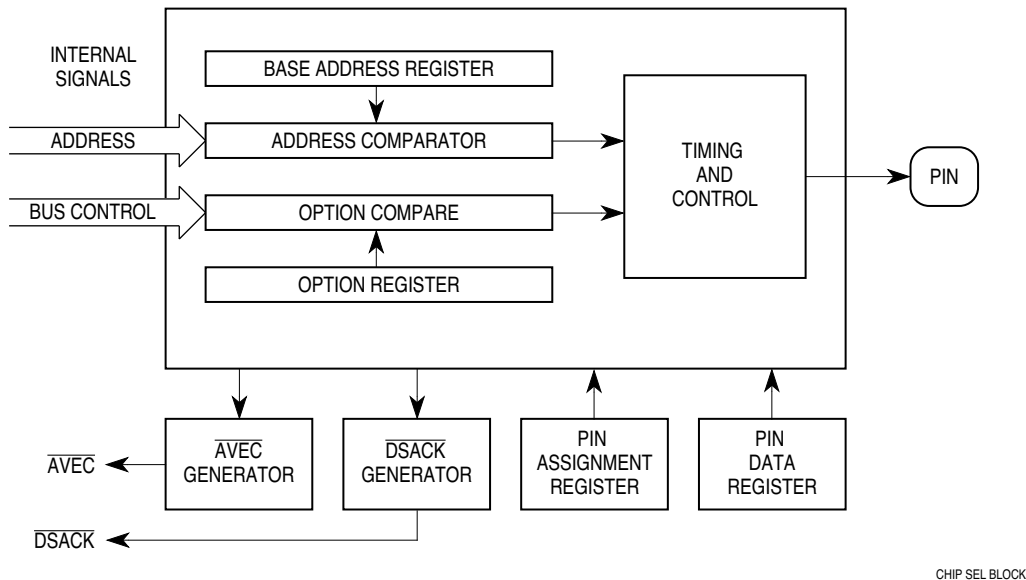 INTERNAL
SIGNALS
BASE ADDRESS REGISTER
ADDRESS
ADDRESS COMPARATOR
TIMING
AND
CONTROL
PIN
BUS CONTROL
OPTION COMPARE
OPTION REGISTER
AVEC
GENERATOR
DSACK
GENERATOR
PIN
ASSIGNMENT
REGISTER
PIN
DATA
REGISTER
AVEC
DSACK
CHIP SEL BLOCK